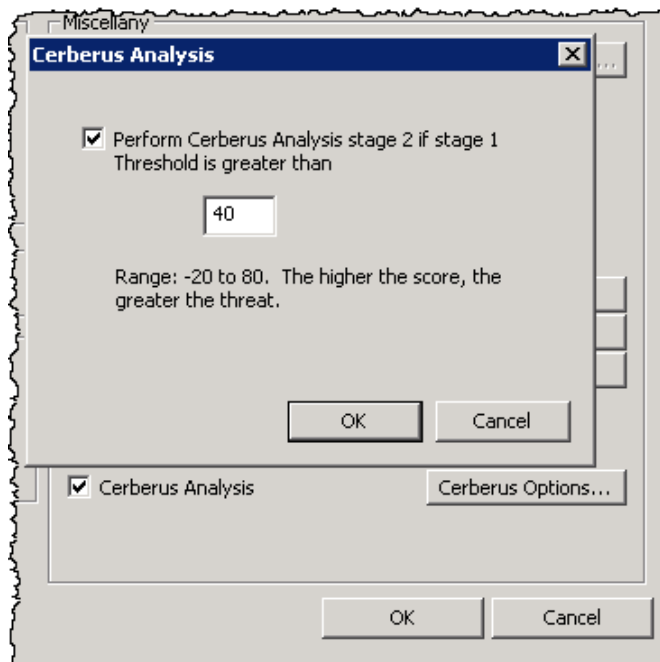 Miscellany
Cerberus Analysis
...
Perform Cerberus Analysis stage 2 if stage 1
Threshold is greater than
40
Range: -20 to 80. The higher the score, the
greater the threat.
OK Cancel
Cerberus Analysis Cerberus Options...
OK Cancel